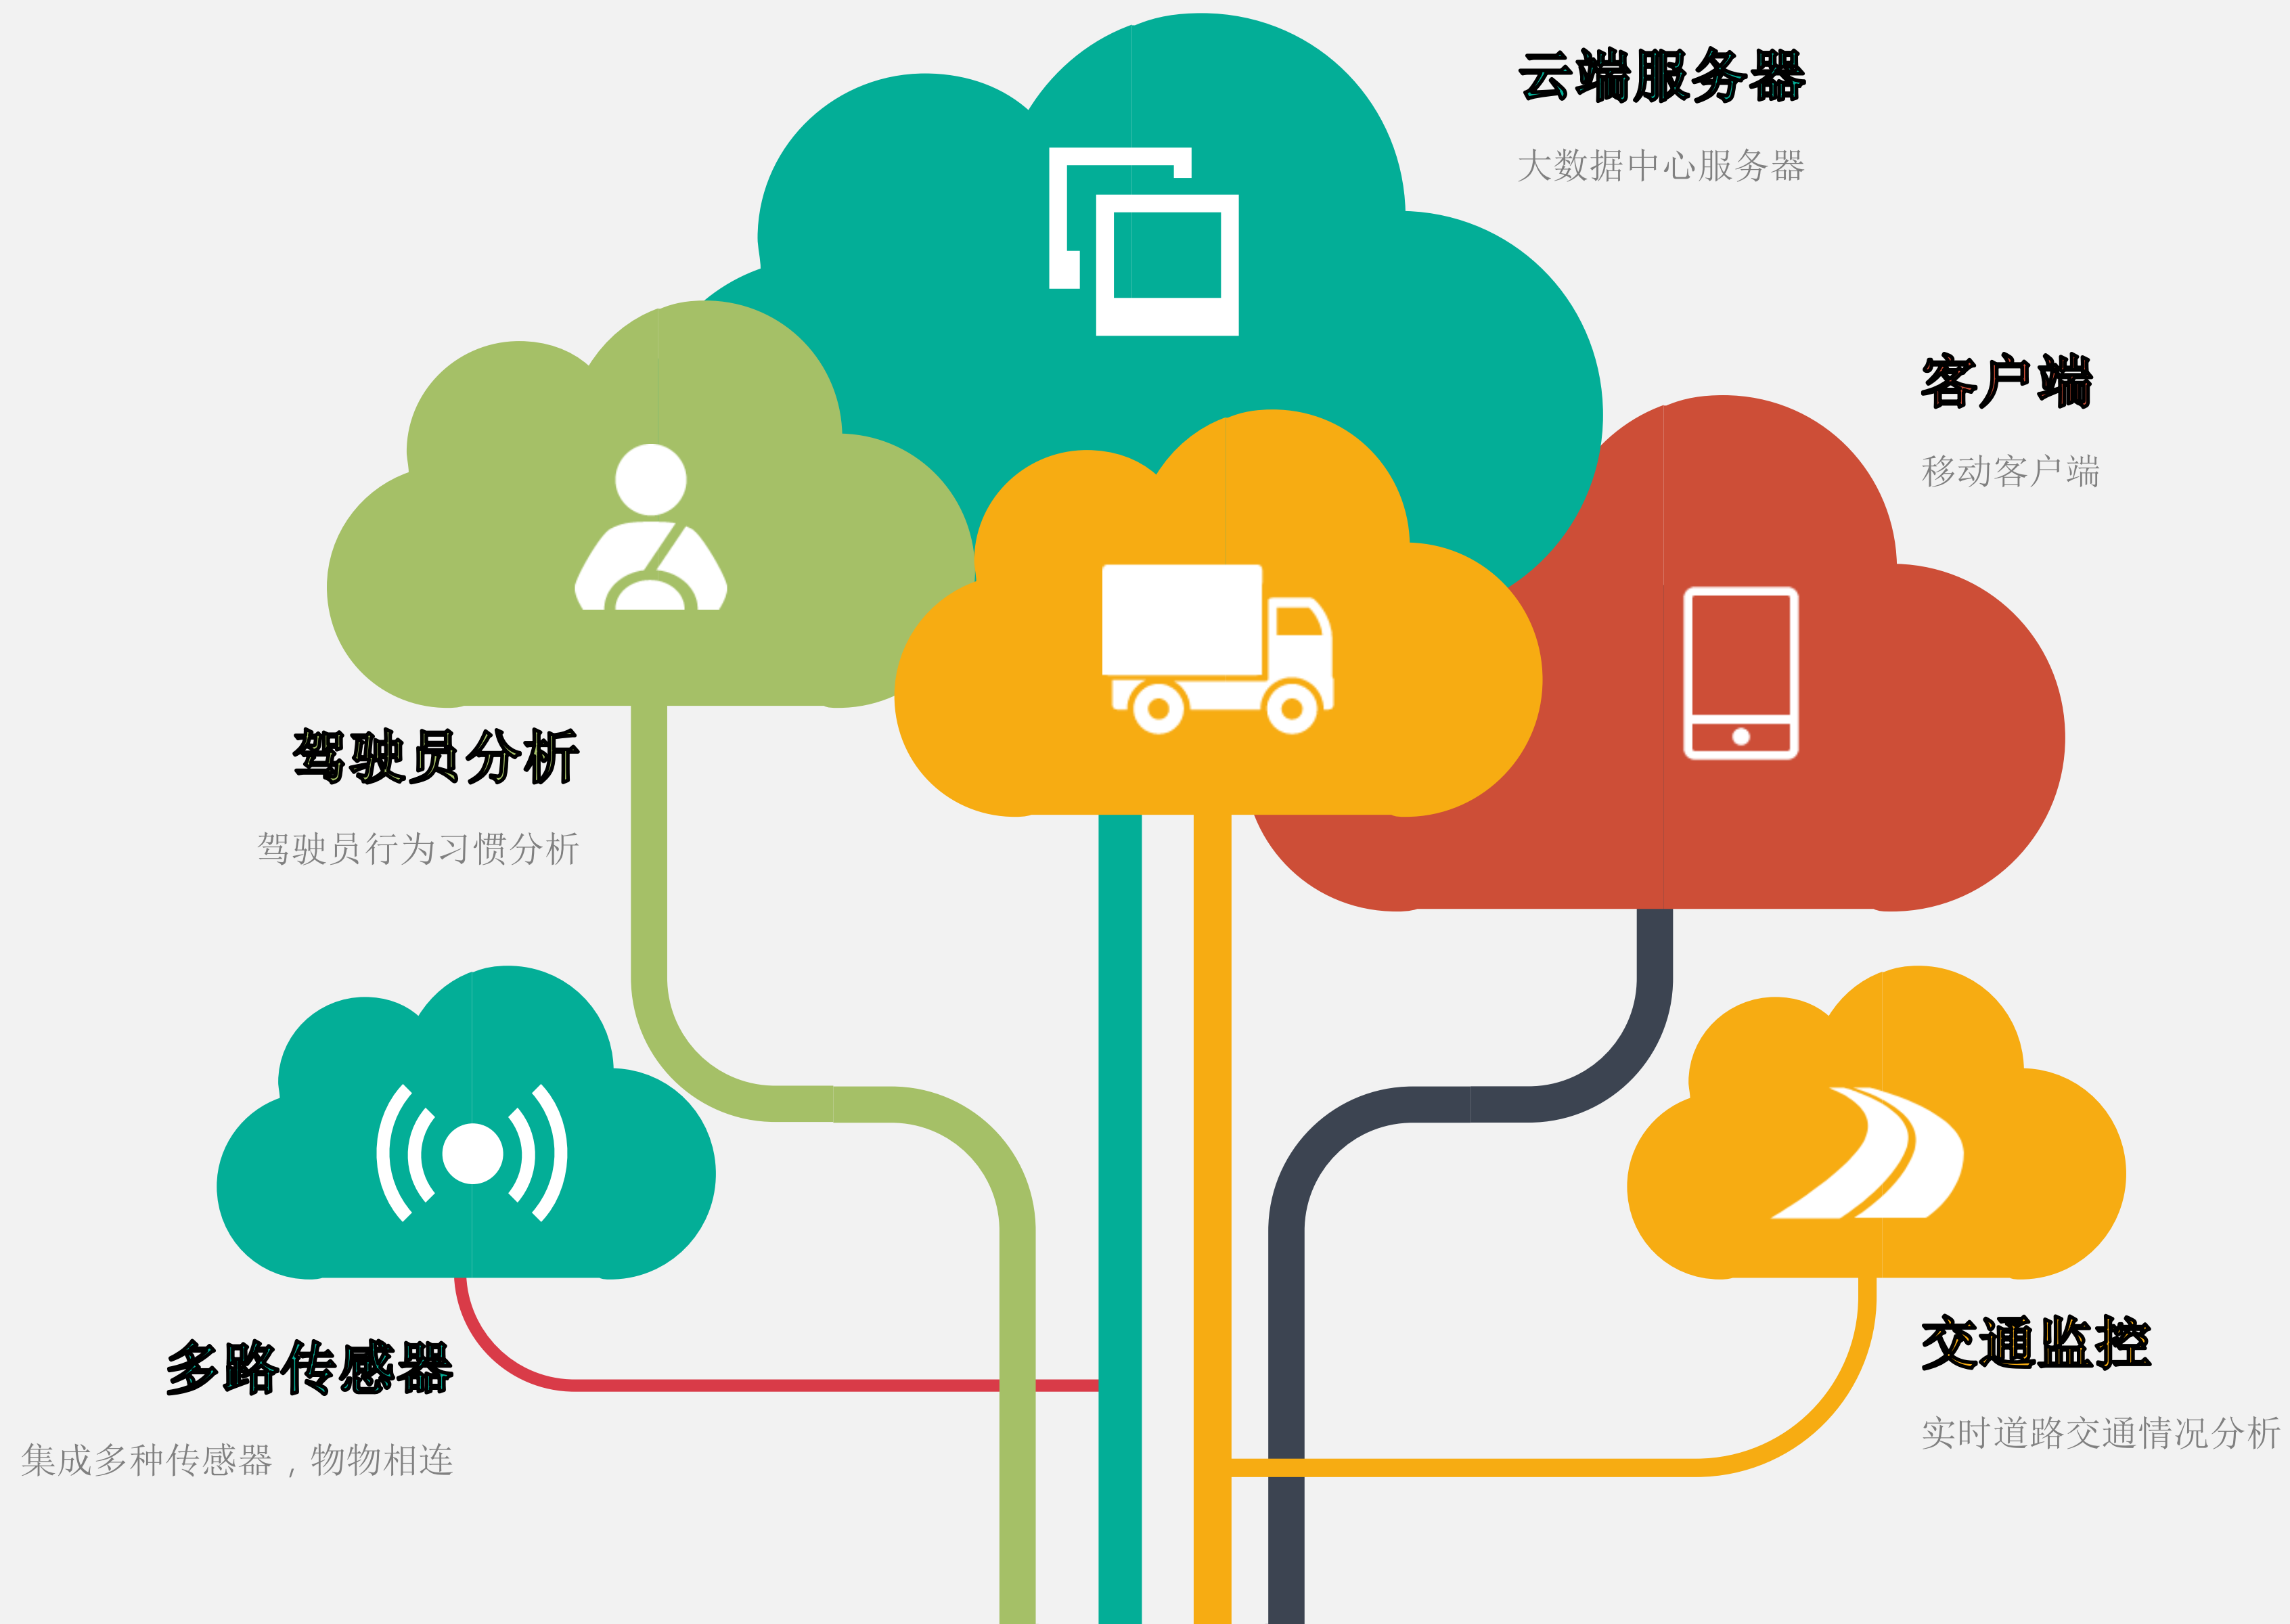 云端服务器
大数据中心服务器
客户端
移动客户端
驾驶员分析
驾驶员行为习惯分析
多路传感器
集成多种传感器，物物相连
交通监控
实时道路交通情况分析